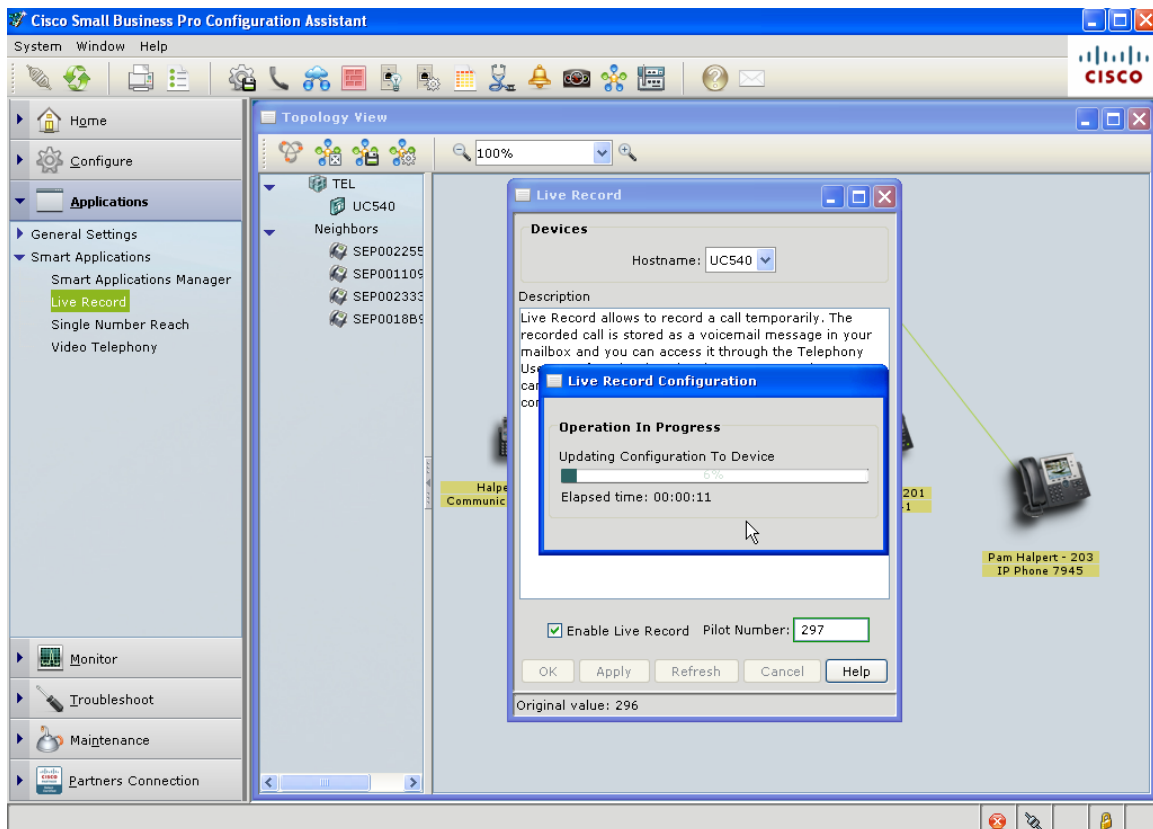 Cisco Small Business Pro Configuration Assistant
System Window Help
CISCO
Home
Configure
Applications
General Settings
Smart Applications
Smart Applications Manager
Live Record
Single Number Reach
Video Telephony
Monitor
Troubleshoot
Maintenance
Partners Connection
Topology View
100%
TEL
UC540
Neighbors
SEP002255
SEP001109
SEP002333
SEP0018B9
Live Record
Devices
Hostname: UC540
Description
Live Record allows to record a call temporarily. The
recorded call is stored as a voicemail message in your
mailbox and you can access it through the Telephony
Live Record Configuration
Operation In Progress
Updating Configuration To Device
6%
Elapsed time: 00:00:11
Enable Live Record Pilot Number: 297
OK Apply Refresh Cancel Help
Original value: 296
Halpe
Communic
201
-1
Pam Halpert - 203
IP Phone 7945